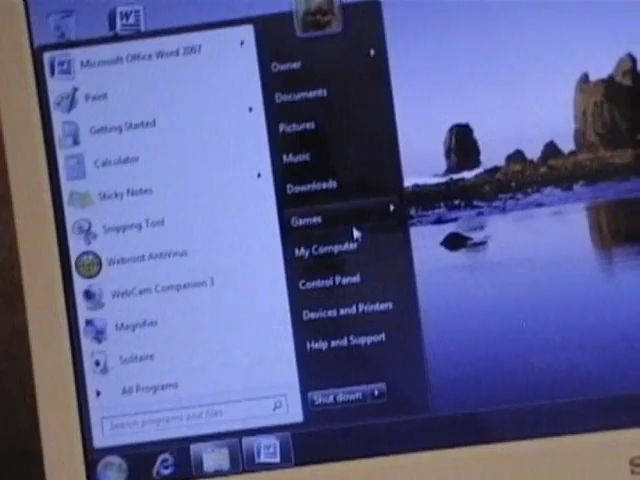 Microsoft Office Word 2007
Paint
Getting Started
Calculator
Sticky Notes
Snipping Tool
Webroot AntiVirus
WebCam Companion 3
Magnifier
Solitaire
All Programs
Search programs and files
Owner
Documents
Pictures
Music
Downloads
Games
My Computer
Control Panel
Devices and Printers
Help and Support
Shut down